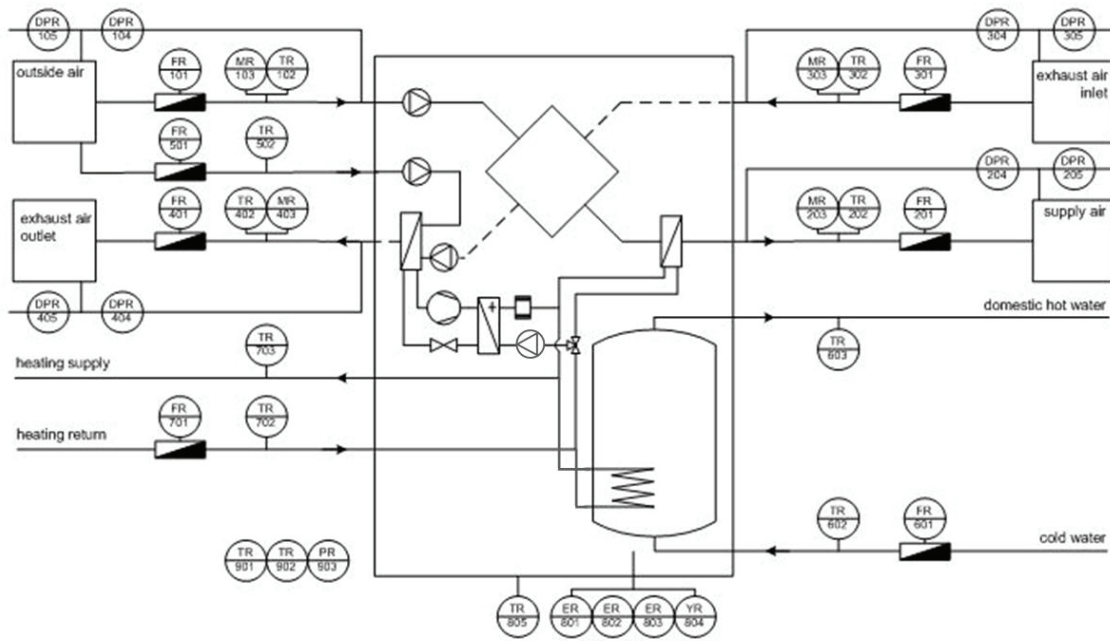 DPR
105
DPR
104
DPR
304
DPR
305
outside air
FR
101
MR
103
TR
102
MR
303
TR
302
FR
301
exhaust air
inlet
FR
501
TR
502
DPR
204
DPR
205
exhaust air
outlet
FR
401
TR
402
MR
403
MR
203
TR
202
FR
201
supply air
DPR
405
DPR
404
+
domestic hot water
TR
703
TR
603
heating supply
FR
701
TR
702
heating return
TR
602
FR
601
cold water
TR
901
TR
902
PR
903
TR
805
ER
801
ER
802
ER
803
YR
804